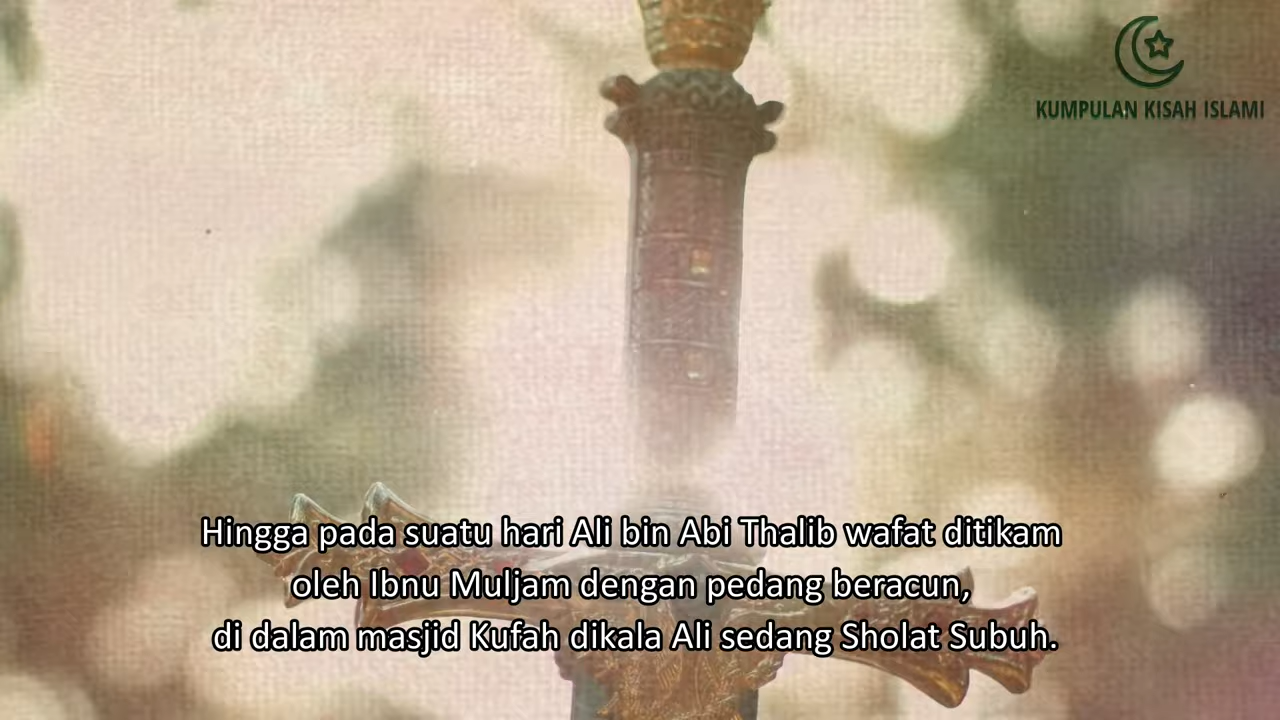 KUMPULAN KISAH ISLAMI
Hingga pada suatu hari Ali bin Abi Thalib wafat ditikam
oleh Ibnu Muljam dengan pedang beracun,
di dalam masjid Kufah dikala Ali sedang Sholat Subuh.